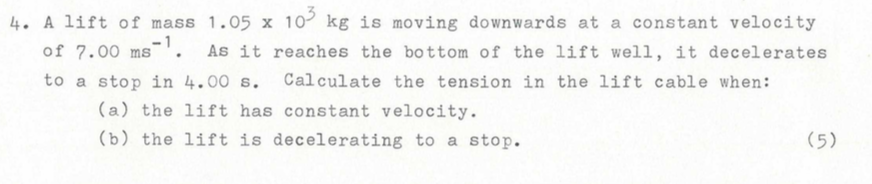 4. A lift of mass 1.05 x 10³ kg is moving downwards at a constant velocity
of 7.00 ms⁻¹. As it reaches the bottom of the lift well, it decelerates
to a stop in 4.00 s. Calculate the tension in the lift cable when:
(a) the lift has constant velocity.
(b) the lift is decelerating to a stop. (5)